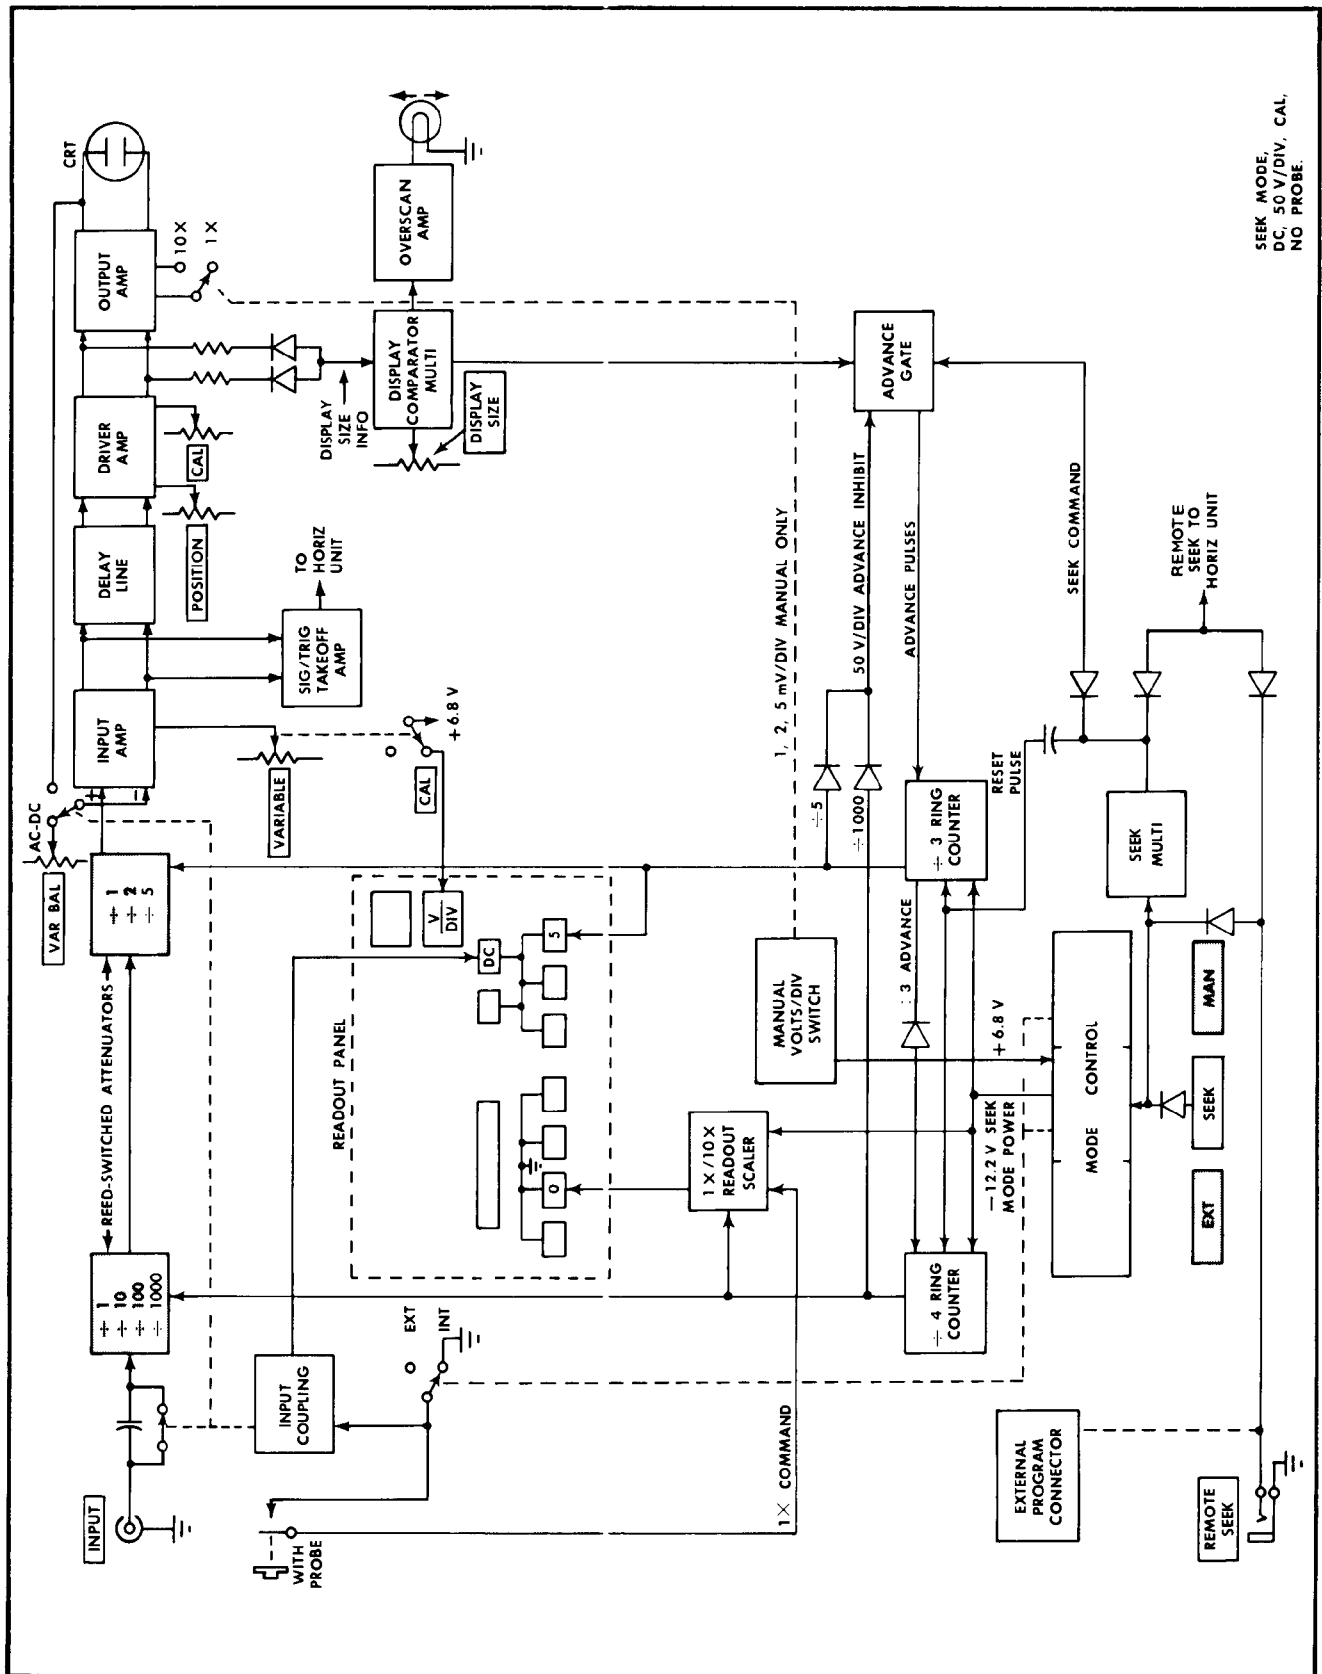 INPUT
÷ 1
÷ 10
÷ 100
÷ 1000
REED-SWITCHED ATTENUATORS
÷ 1
÷ 2
÷ 5
VAR BAL
AC-DC
+
-
INPUT
AMP
DELAY
LINE
DRIVER
AMP
OUTPUT
AMP
CRT
10X
1X
POSITION
CAL
SIG/TRIG
TAKEOFF
AMP
TO
HORIZ
UNIT
VARIABLE
CAL
+6.8 V
DISPLAY
SIZE
INFO
DISPLAY
COMPARATOR
MULTI
DISPLAY
SIZE
OVERSCAN
AMP
INPUT
COUPLING
EXT
INT
WITH
PROBE
READOUT PANEL
V
DIV
DC
O
5
1X COMMAND
1X/10X
READOUT
SCALER
MANUAL
VOLTS/DIV
SWITCH
1, 2, 5 mV/DIV MANUAL ONLY
÷5
÷1000
50 V/DIV ADVANCE INHIBIT
ADVANCE
GATE
÷ 4 RING
COUNTER
÷3 ADVANCE
÷ 3 RING
COUNTER
ADVANCE PULSES
SEEK COMMAND
RESET
PULSE
-12.2 V SEEK
MODE POWER
+6.8 V
MODE CONTROL
SEEK
MULTI
REMOTE
SEEK TO
HORIZ UNIT
EXT
SEEK
MAN
EXTERNAL
PROGRAM
CONNECTOR
REMOTE
SEEK
SEEK MODE,
DC, 50 V/DIV, CAL,
NO PROBE.